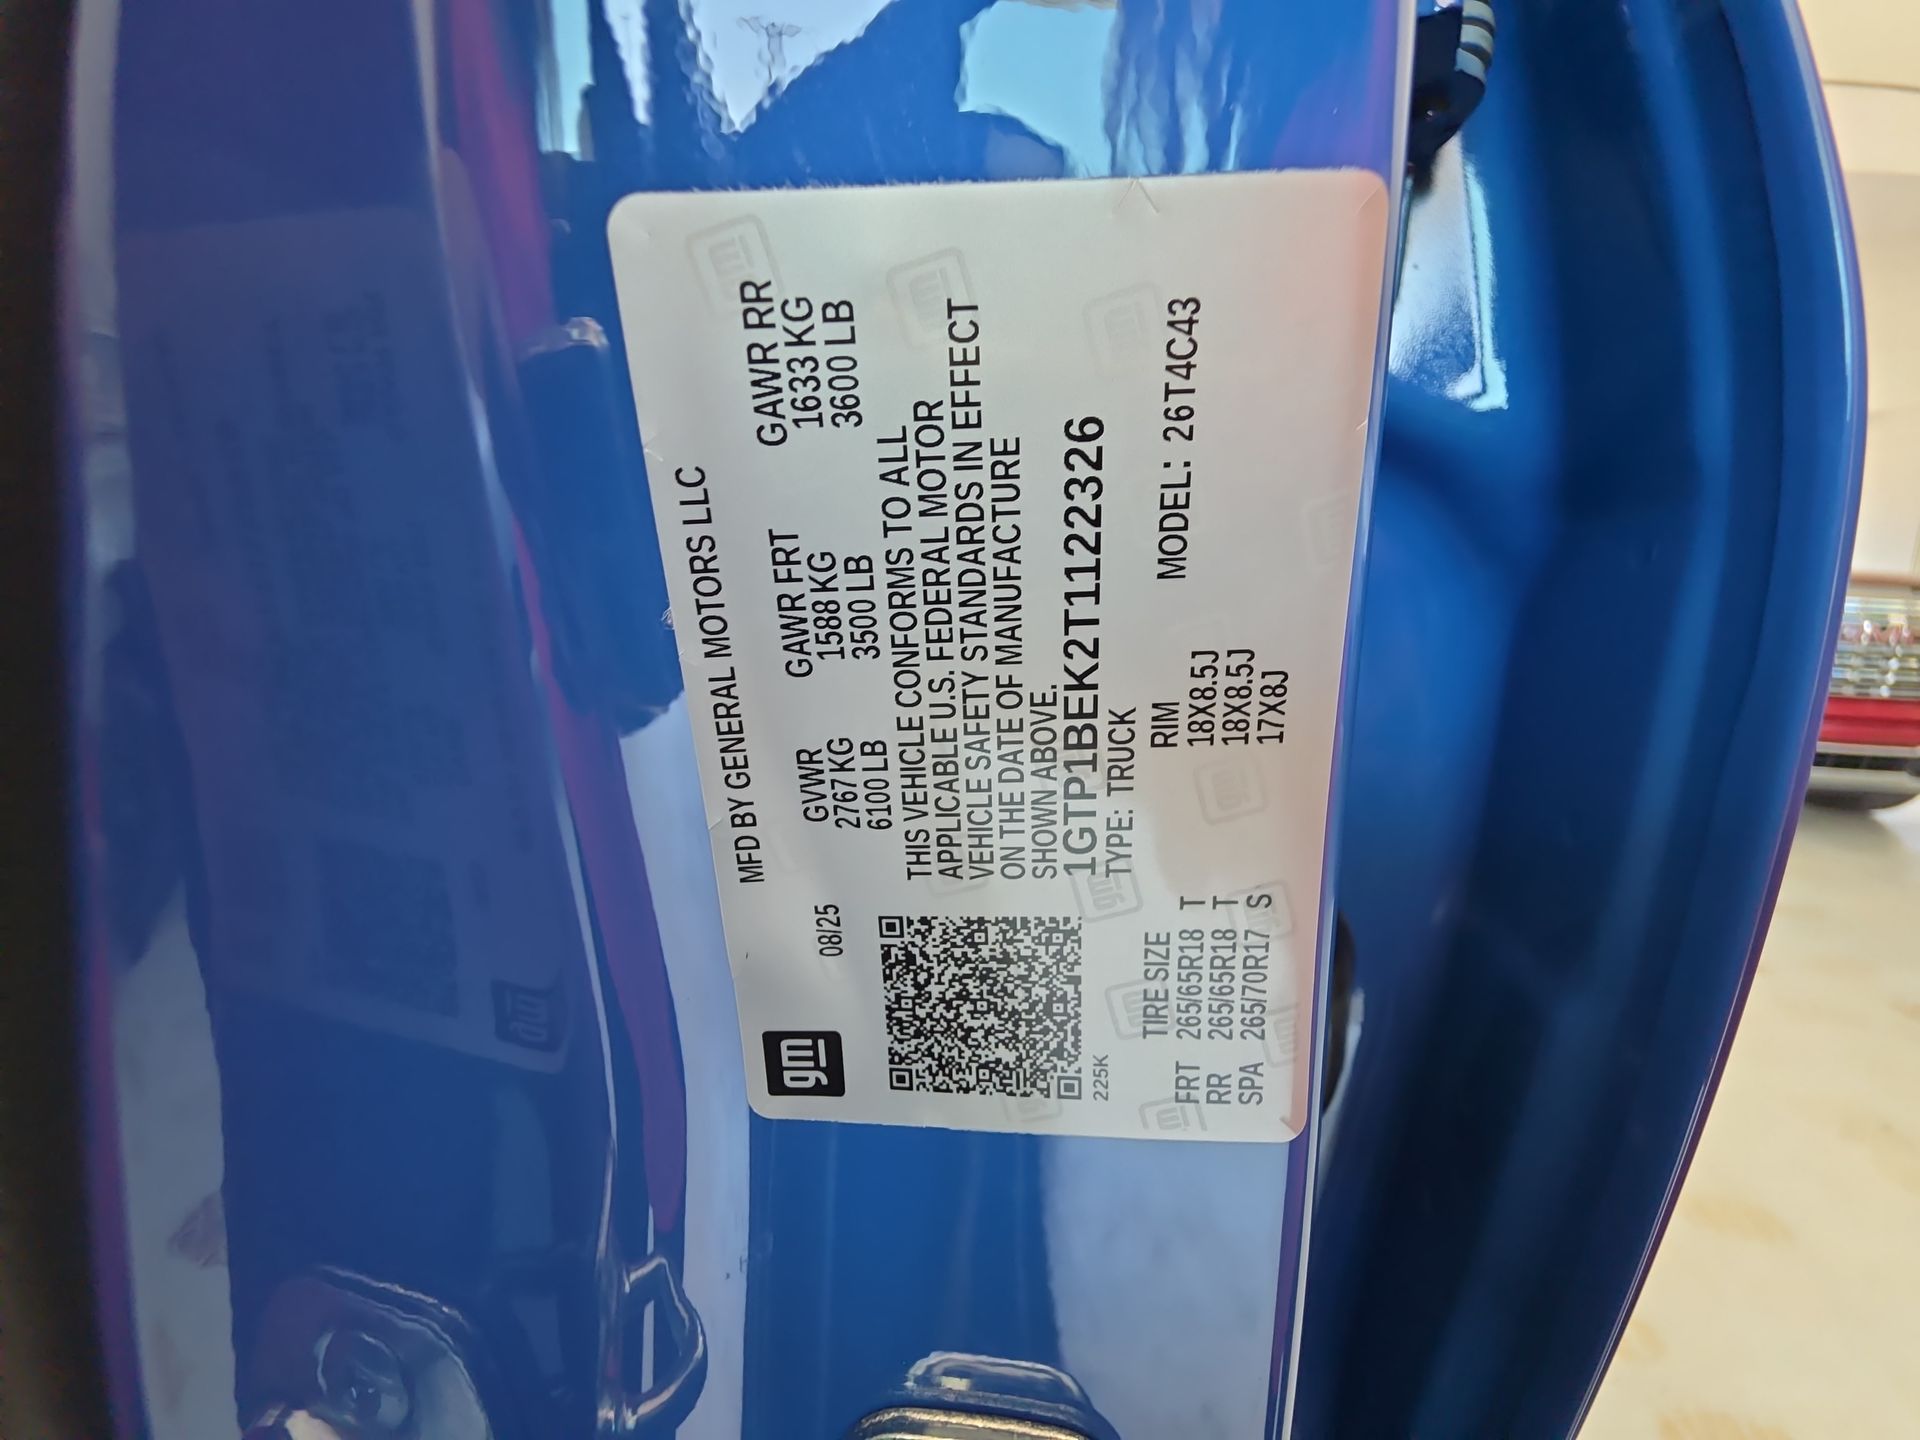 gm
08/25
MFD BY GENERAL MOTORS LLC
GVWR GAWR FRT GAWR RR
2767 KG 1588 KG 1633 KG
6100 LB 3500 LB 3600 LB
THIS VEHICLE CONFORMS TO ALL
APPLICABLE U.S. FEDERAL MOTOR
VEHICLE SAFETY STANDARDS IN EFFECT
ON THE DATE OF MANUFACTURE
SHOWN ABOVE.
1GTP1BEK2T1122326
TYPE: TRUCK
225K
MODEL: 26T4C43
TIRE SIZE RIM
FRT 265/65R18 T 18X8.5J
RR 265/65R18 T 18X8.5J
SPA 265/70R17 S 17X8J